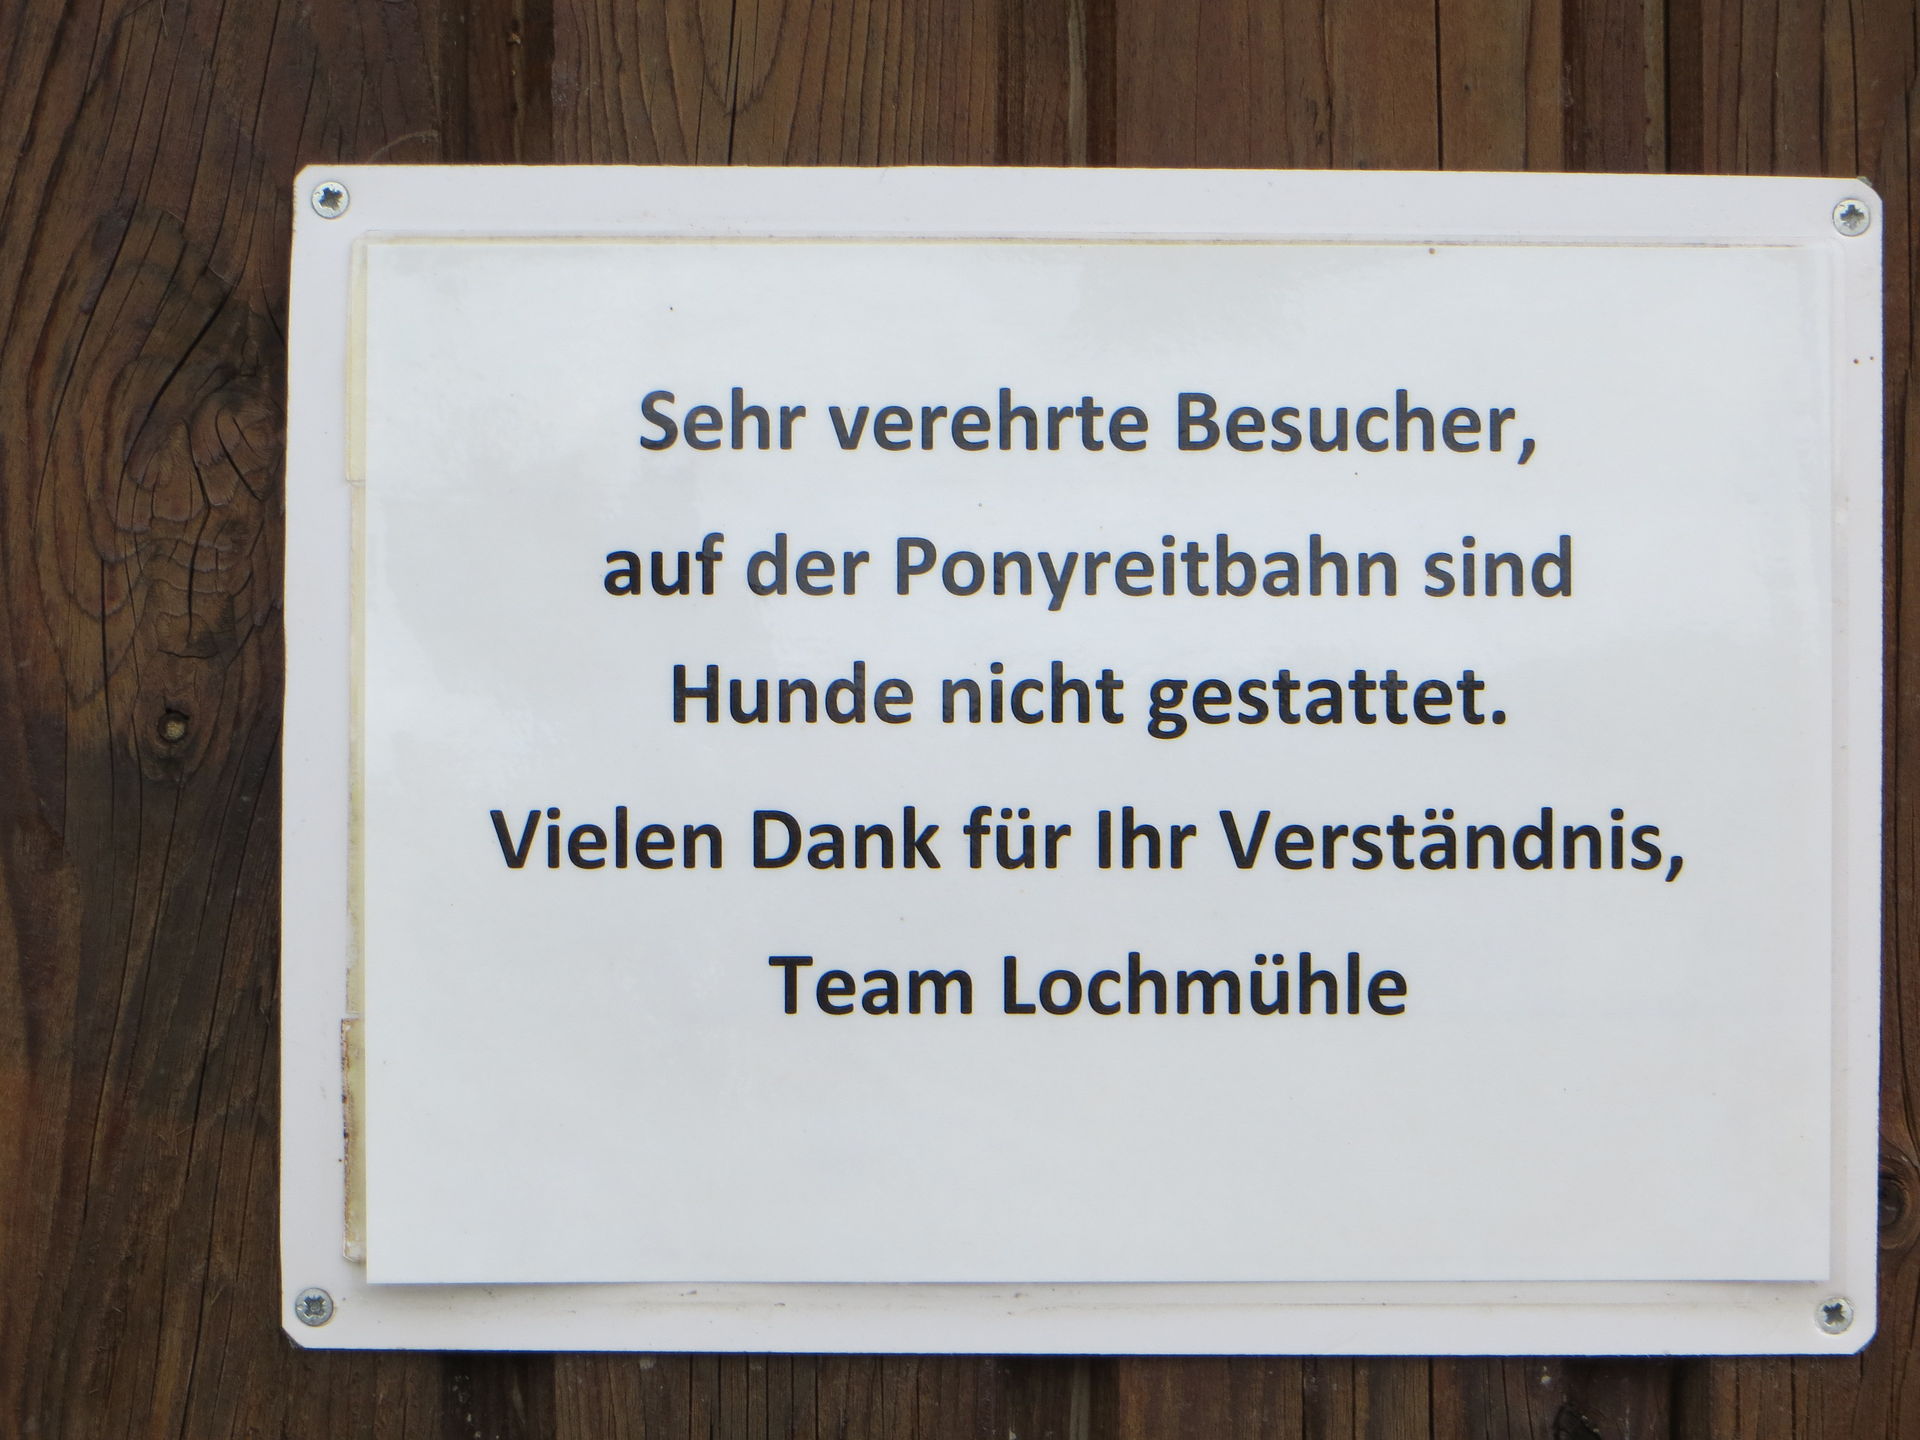 Sehr verehrte Besucher,
auf der Ponyreitbahn sind
Hunde nicht gestattet.
Vielen Dank für Ihr Verständnis,
Team Lochmühle